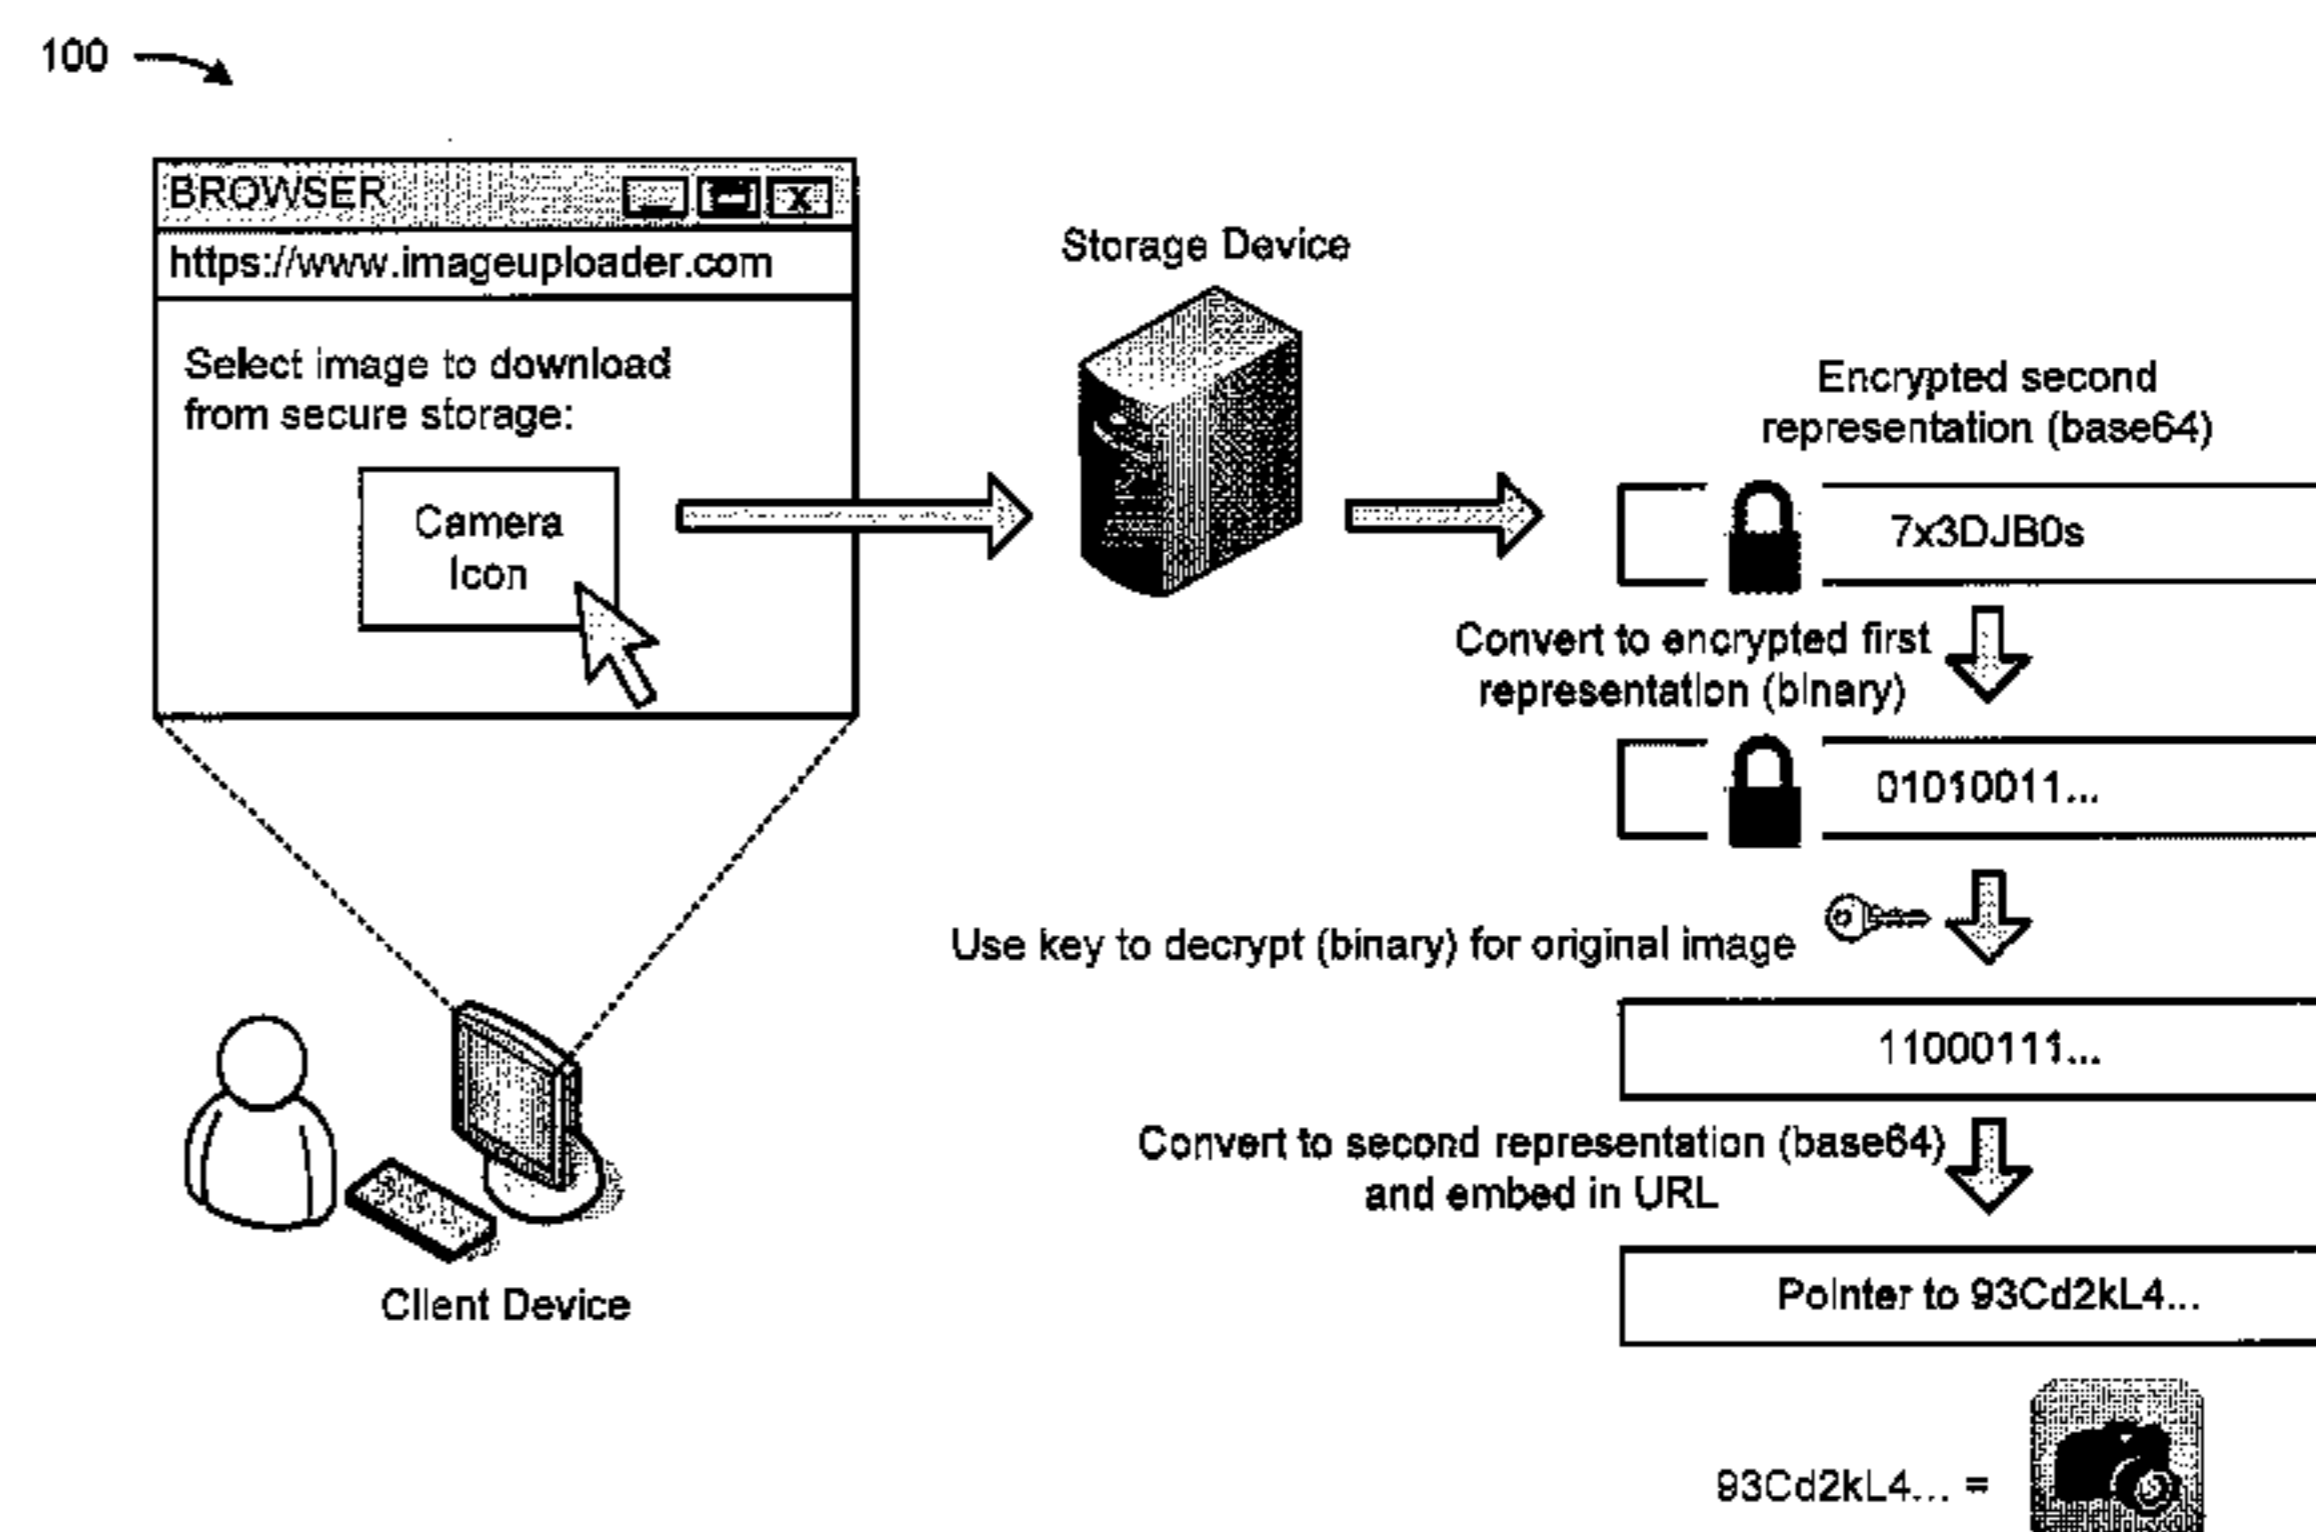 100
BROWSER
X
https://www.imageuploader.com
Select image to download
from secure storage:
Camera
Icon
Client Device
Storage Device
Encrypted second
representation (base64)
7x3DJB0s
Convert to encrypted first
representation (binary)
01010011...
Use key to decrypt (binary) for original image
11000111...
Convert to second representation (base64)
and embed in URL
Pointer to 93Cd2kL4...
93Cd2kL4... =